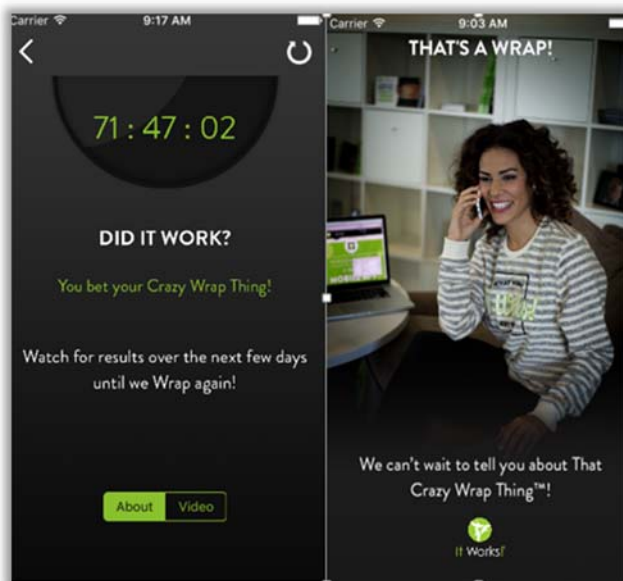 Carrier 9:17 AM
71 : 47 : 02
DID IT WORK?
You bet your Crazy Wrap Thing!
Watch for results over the next few days
until we Wrap again!
About Video
Carrier 9:03 AM
THAT'S A WRAP!
We can't wait to tell you about That
Crazy Wrap Thing™!
It Works!